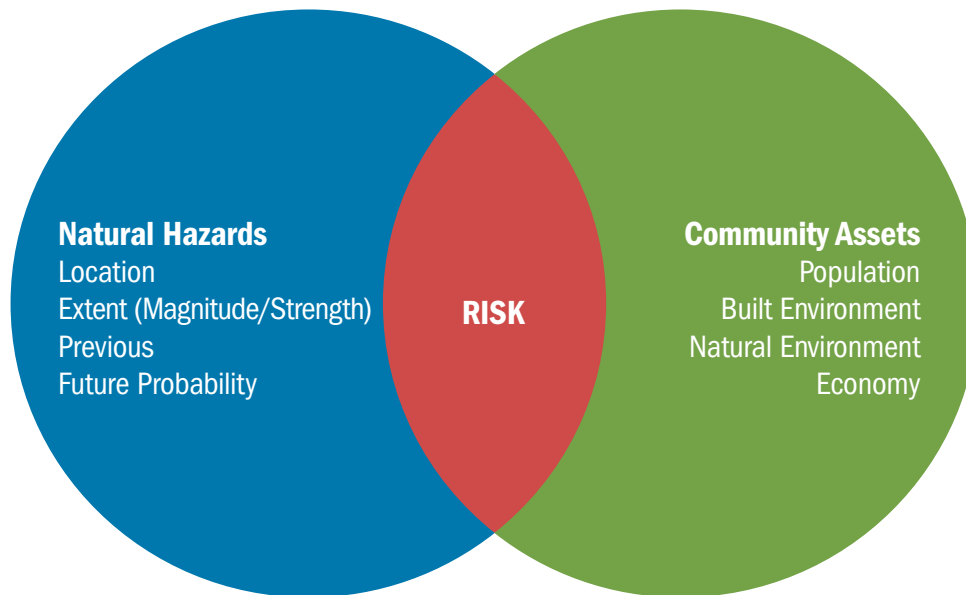 Natural Hazards
Location
Extent (Magnitude/Strength)
Previous
Future Probability
RISK
Community Assets
Population
Built Environment
Natural Environment
Economy